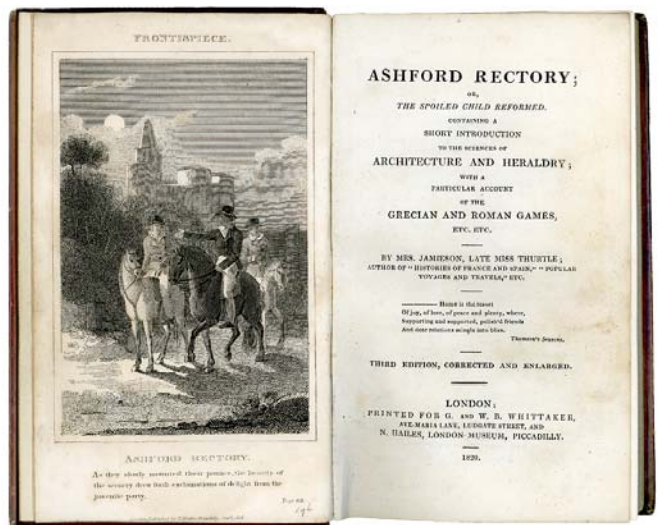 FRONTISPIECE.
ASHFORD RECTORY.
As they slowly mounted their ponies, the beauty of
the scenery drew forth exclamations of delight from the
juvenile party.
ASHFORD RECTORY;
OR,
THE SPOILED CHILD REFORMED.
CONTAINING A
SHORT INTRODUCTION
TO THE SCIENCES OF
ARCHITECTURE AND HERALDRY;
WITH A
PARTICULAR ACCOUNT
OF THE
GRECIAN AND ROMAN GAMES,
ETC. ETC.
BY MRS. JAMIESON, LATE MISS THURTLE;
AUTHOR OF "HISTORIES OF FRANCE AND SPAIN," "POPULAR
VOYAGES AND TRAVELS," ETC.
Home is the resort
Of joy, of love, of peace and plenty, where,
Supporting and supported, polish'd friends
And dear relations mingle into bliss.
Thomson's Seasons.
THIRD EDITION, CORRECTED AND ENLARGED.
LONDON;
PRINTED FOR G. AND W. B. WHITTAKER,
AVE-MARIA LANE, LUDGATE STREET, AND
N. HAILES, LONDON MUSEUM, PICCADILLY.
1820.